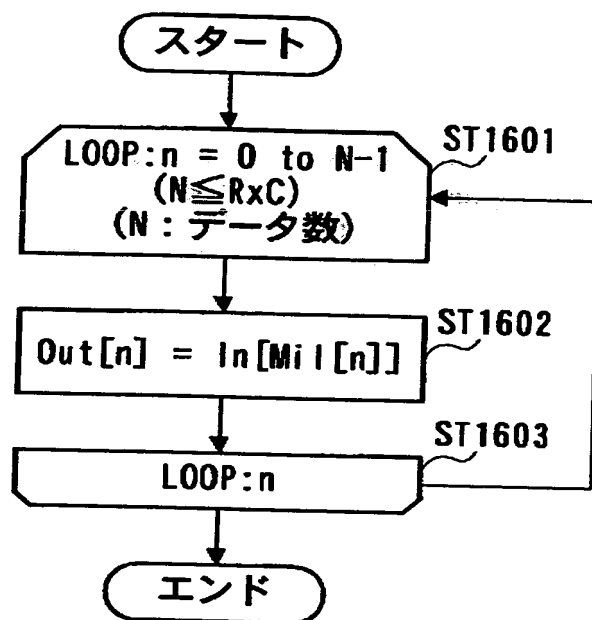 スタート
ST1601
LOOP:n = 0 to N-1
(N≦RxC)
(N：データ数)
ST1602
Out[n] = In[Mil[n]]
ST1603
LOOP:n
エンド